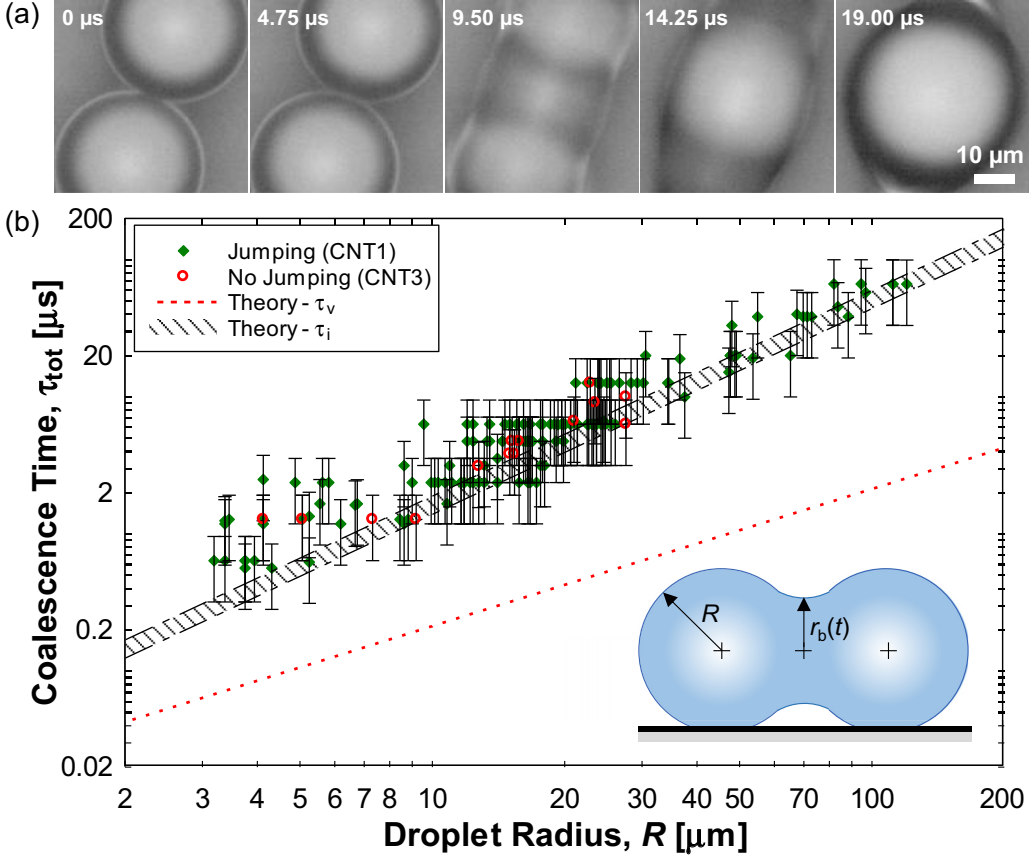 (a)
0 µs
4.75 µs
9.50 µs
14.25 µs
19.00 µs
10 µm
(b)
Coalescence Time, τtot [µs]
200
20
2
0.2
0.02
Jumping (CNT1)
No Jumping (CNT3)
Theory - τv
Theory - τi
R
rb(t)
2 3 4 5 6 7 8 10 20 30 40 50 70 100 200
Droplet Radius, R [µm]